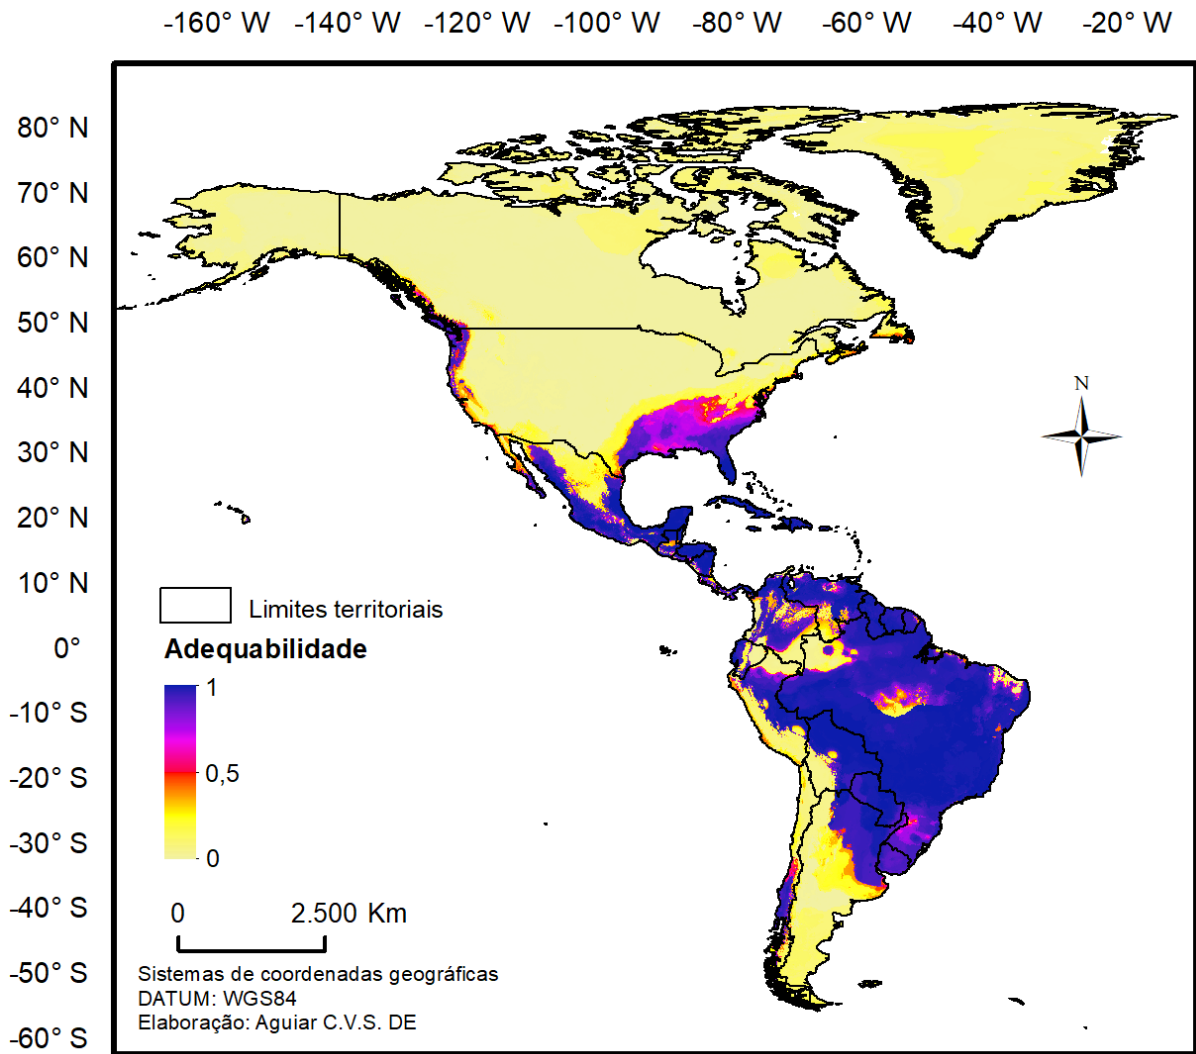 -160° W -140° W -120° W -100° W -80° W -60° W -40° W -20° W
80° N
70° N
60° N
50° N
40° N
N
30° N
20° N
10° N
Limites territoriais
0°
Adequabilidade
1
-10° S
0,5
-20° S
-30° S
0
-40° S
0 2.500 Km
-50° S
Sistemas de coordenadas geográficas
DATUM: WGS84
Elaboração: Aguiar C.V.S. DE
-60° S